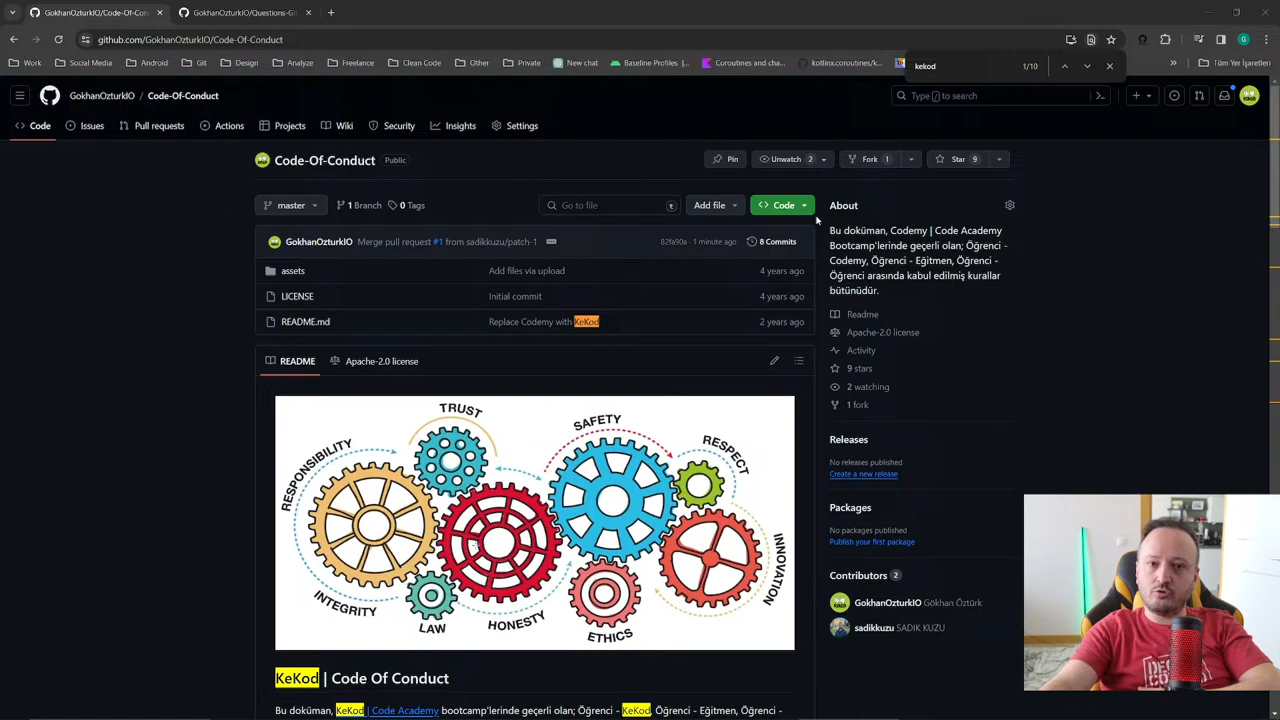 GokhanOzturkIO/Code-Of-Con
GokhanOzturkIO/Questions-Gi
github.com/GokhanOzturkIO/Code-Of-Conduct
Work
Social Media
Android
Git
Design
Analyze
Freelance
Clean Code
Other
Private
New chat
Baseline Profiles |...
Coroutines and cha...
kotlinx.coroutines/k...
Tüm Yer İşaretleri
kekod
1/10
GokhanOzturkIO / Code-Of-Conduct
Type / to search
Code
Issues
Pull requests
Actions
Projects
Wiki
Security
Insights
Settings
Code-Of-Conduct
Public
Pin
Unwatch 2
Fork 1
Star 9
master
1 Branch
0 Tags
Go to file
t
Add file
Code
GokhanOzturkIO Merge pull request #1 from sadikkuzu/patch-1
82fa90a · 1 minute ago
8 Commits
assets
Add files via upload
4 years ago
LICENSE
Initial commit
4 years ago
README.md
Replace Codemy with KeKod
2 years ago
README
Apache-2.0 license
RESPONSIBILITY
TRUST
SAFETY
RESPECT
INTEGRITY
LAW
HONESTY
ETHICS
INNOVATION
KeKod | Code Of Conduct
Bu doküman, KeKod | Code Academy bootcamp'lerinde geçerli olan; Öğrenci - KeKod, Öğrenci - Eğitmen, Öğrenci -
About
Bu doküman, Codemy | Code Academy
Bootcamp'lerinde geçerli olan; Öğrenci -
Codemy, Öğrenci - Eğitmen, Öğrenci -
Öğrenci arasında kabul edilmiş kurallar
bütünüdür.
Readme
Apache-2.0 license
Activity
9 stars
2 watching
1 fork
Releases
No releases published
Create a new release
Packages
No packages published
Publish your first package
Contributors 2
GokhanOzturkIO Gökhan Öztürk
sadikkuzu SADIK KUZU